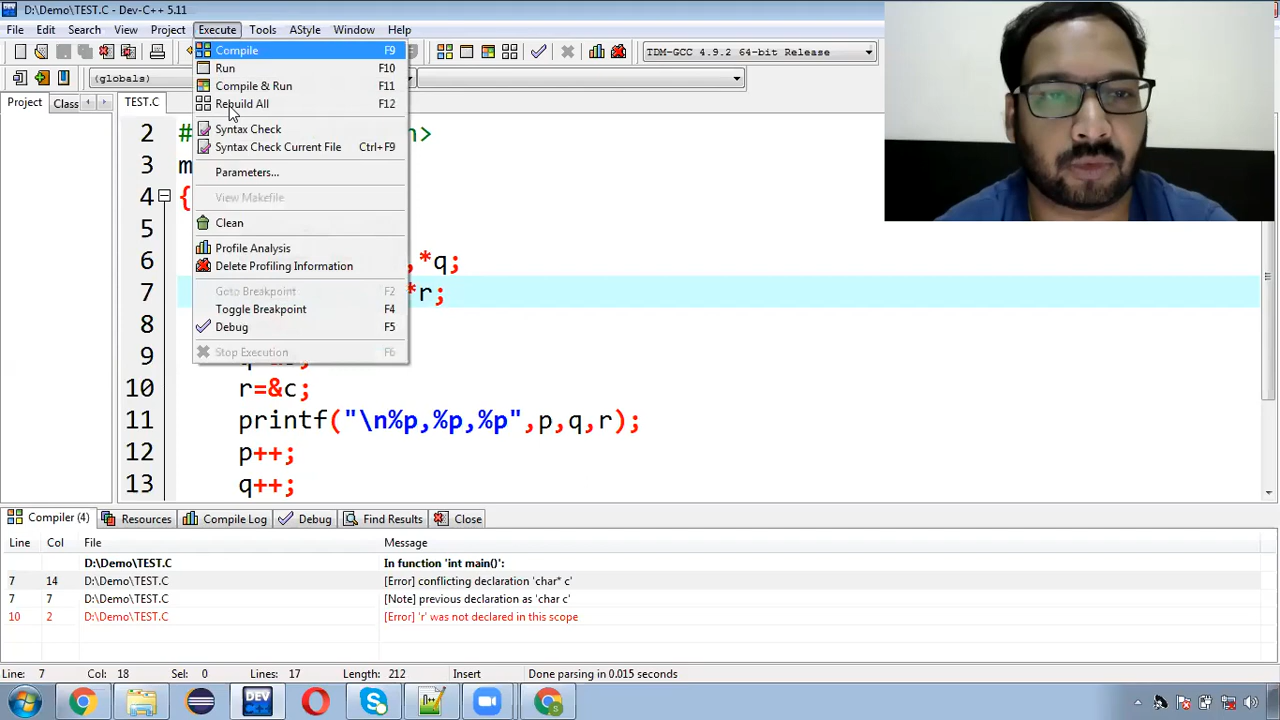 D:\Demo\TEST.C - Dev-C++ 5.11
File Edit Search View Project Execute Tools AStyle Window Help
TDM-GCC 4.9.2 64-bit Release
(globals)
Project Class TEST.C
Compile F9
Run F10
Compile & Run F11
Rebuild All F12
Syntax Check
Syntax Check Current File Ctrl+F9
Parameters...
View Makefile
Clean
Profile Analysis
Delete Profiling Information
Goto Breakpoint F2
Toggle Breakpoint F4
Debug F5
Stop Execution F6
2 # >
3 m
4 {
5
6 ,*q;
7 *r;
8
9
10 r=&c;
11 printf("\n%p,%p,%p",p,q,r);
12 p++;
13 q++;
Compiler (4) Resources Compile Log Debug Find Results Close
Line Col File Message
D:\Demo\TEST.C In function 'int main()':
7 14 D:\Demo\TEST.C [Error] conflicting declaration 'char* c'
7 7 D:\Demo\TEST.C [Note] previous declaration as 'char c'
10 2 D:\Demo\TEST.C [Error] 'r' was not declared in this scope
Line: 7 Col: 18 Sel: 0 Lines: 17 Length: 212 Insert Done parsing in 0.015 seconds
DEV C++